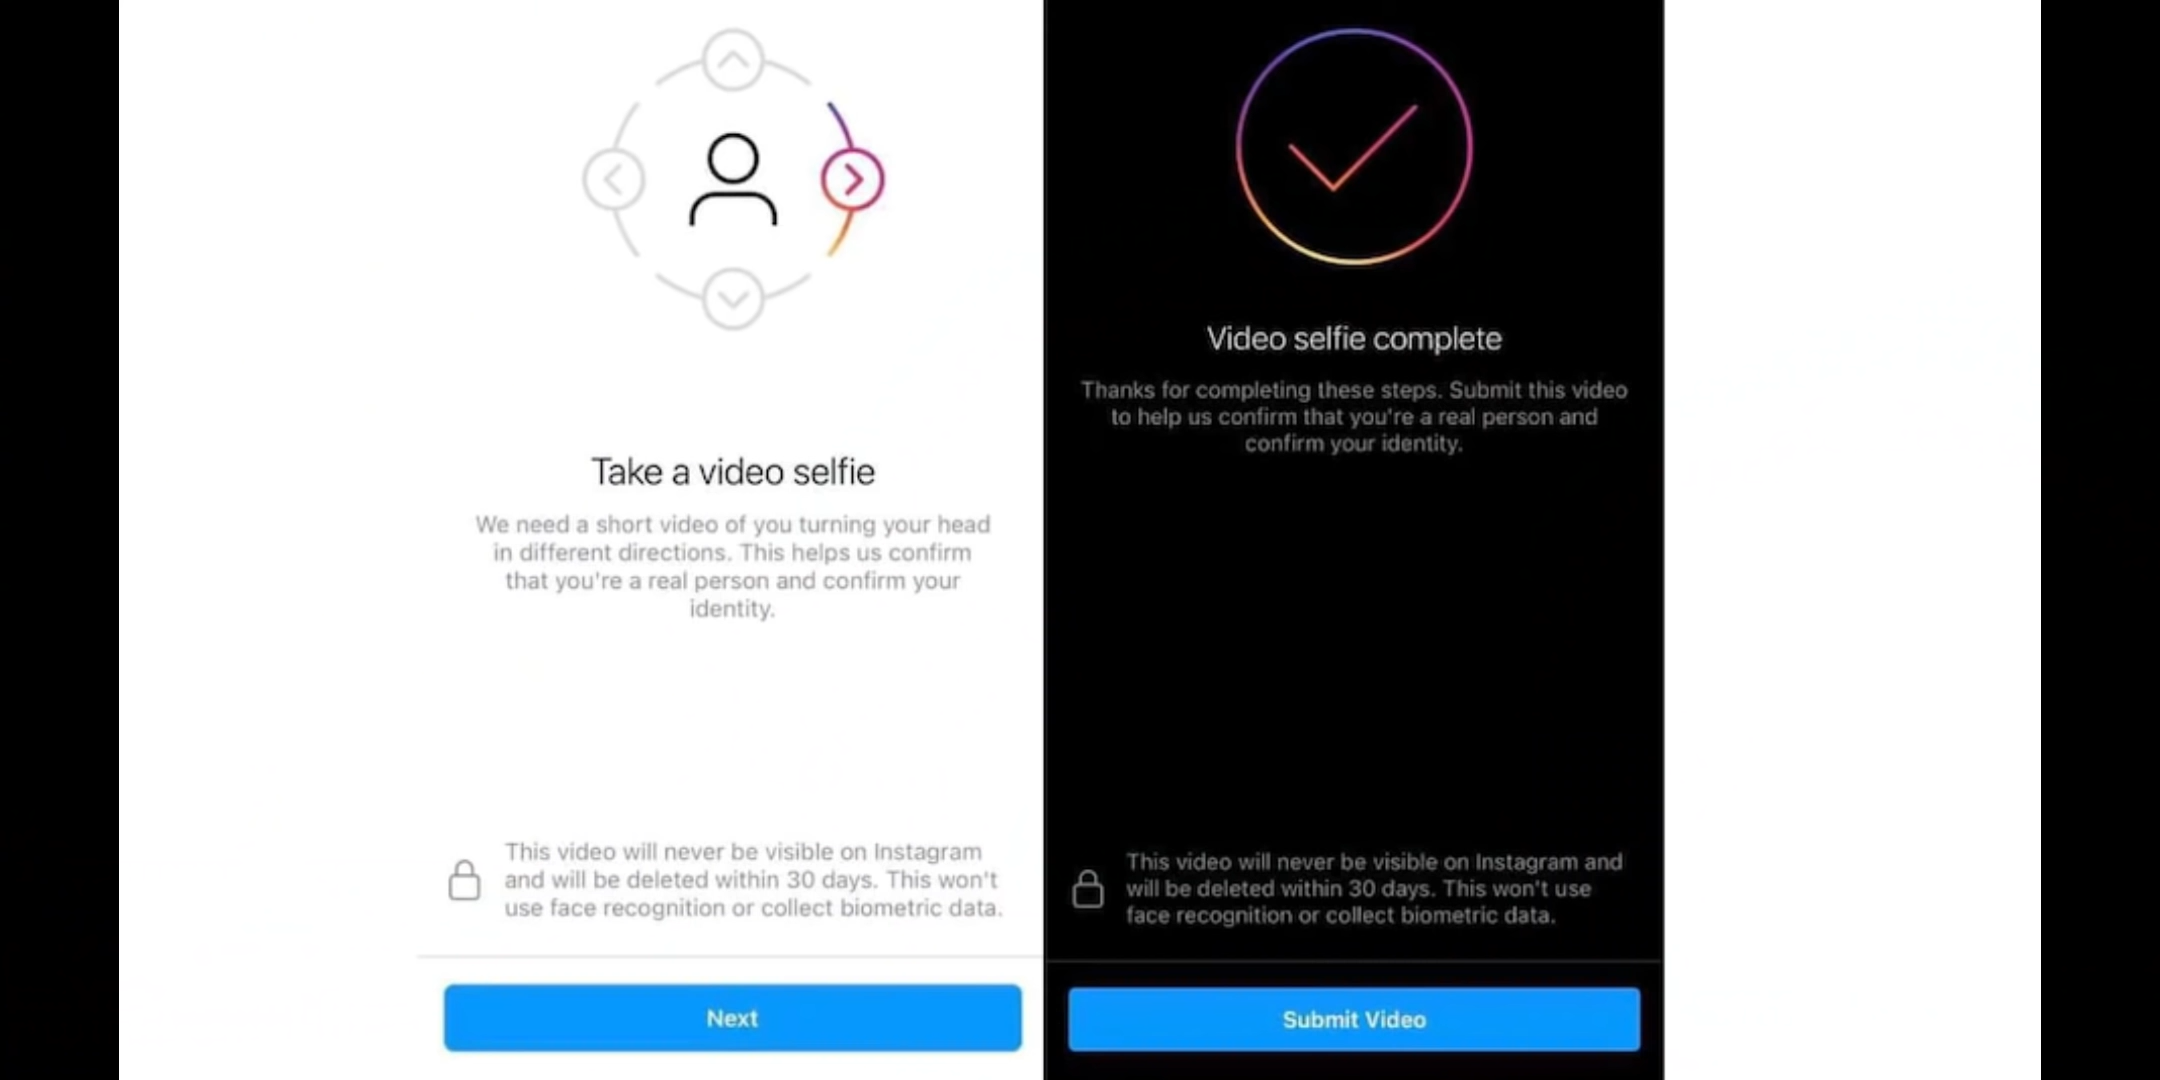 Take a video selfie
We need a short video of you turning your head
in different directions. This helps us confirm
that you're a real person and confirm your
identity.
This video will never be visible on Instagram
and will be deleted within 30 days. This won't
use face recognition or collect biometric data.
Next
Video selfie complete
Thanks for completing these steps. Submit this video
to help us confirm that you're a real person and
confirm your identity.
This video will never be visible on Instagram and
will be deleted within 30 days. This won't use
face recognition or collect biometric data.
Submit Video